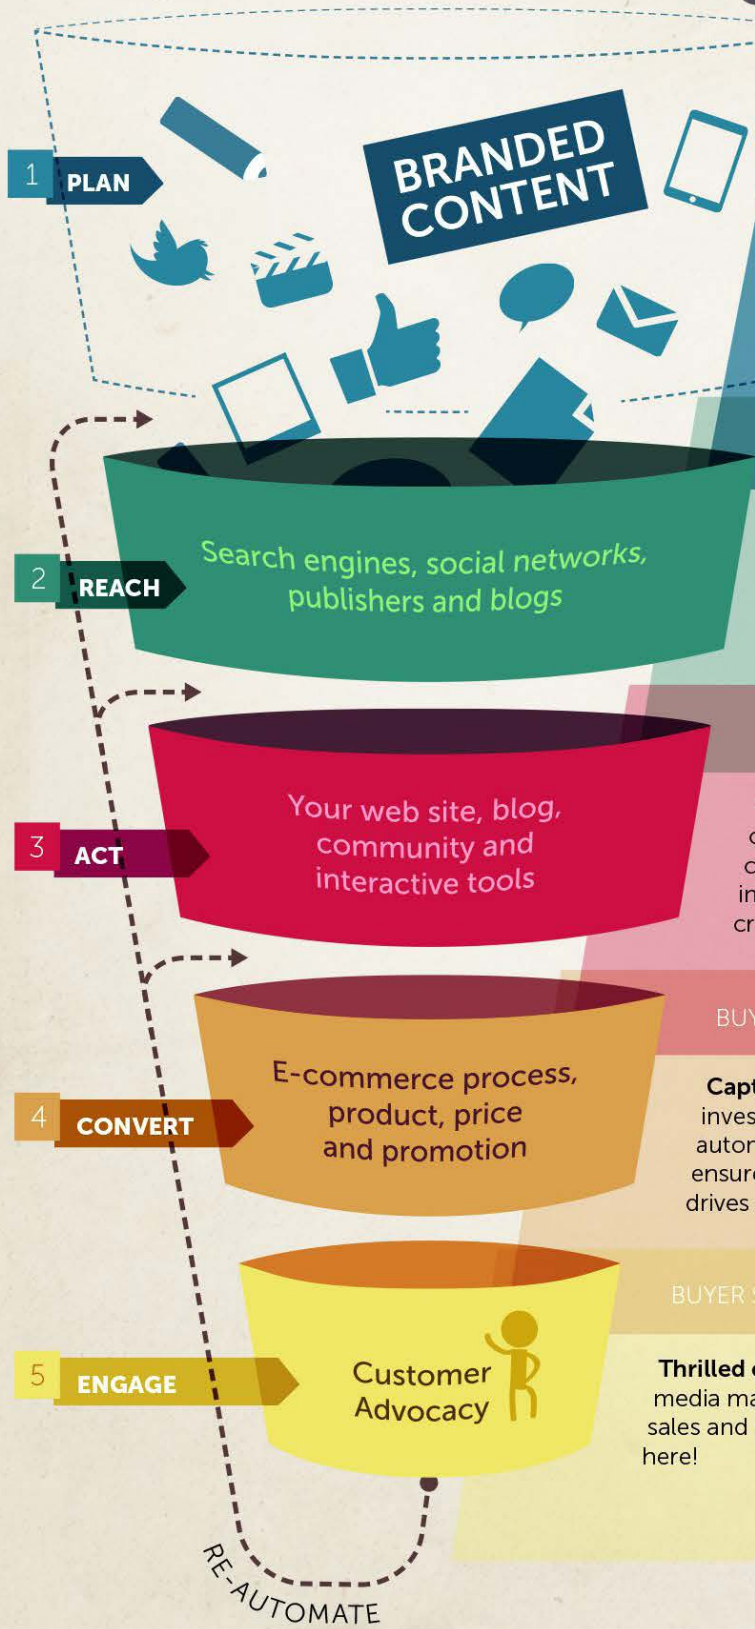 1 PLAN
BRANDED
CONTENT
2 REACH
Search engines, social networks,
publishers and blogs
3 ACT
Your web site, blog,
community and
interactive tools
BUY
4 CONVERT
E-commerce process,
product, price
and promotion
drives
BUYER
5 ENGAGE
Customer
Advocacy
Thrilled
media
sales and
here!
RE-AUTOMATE